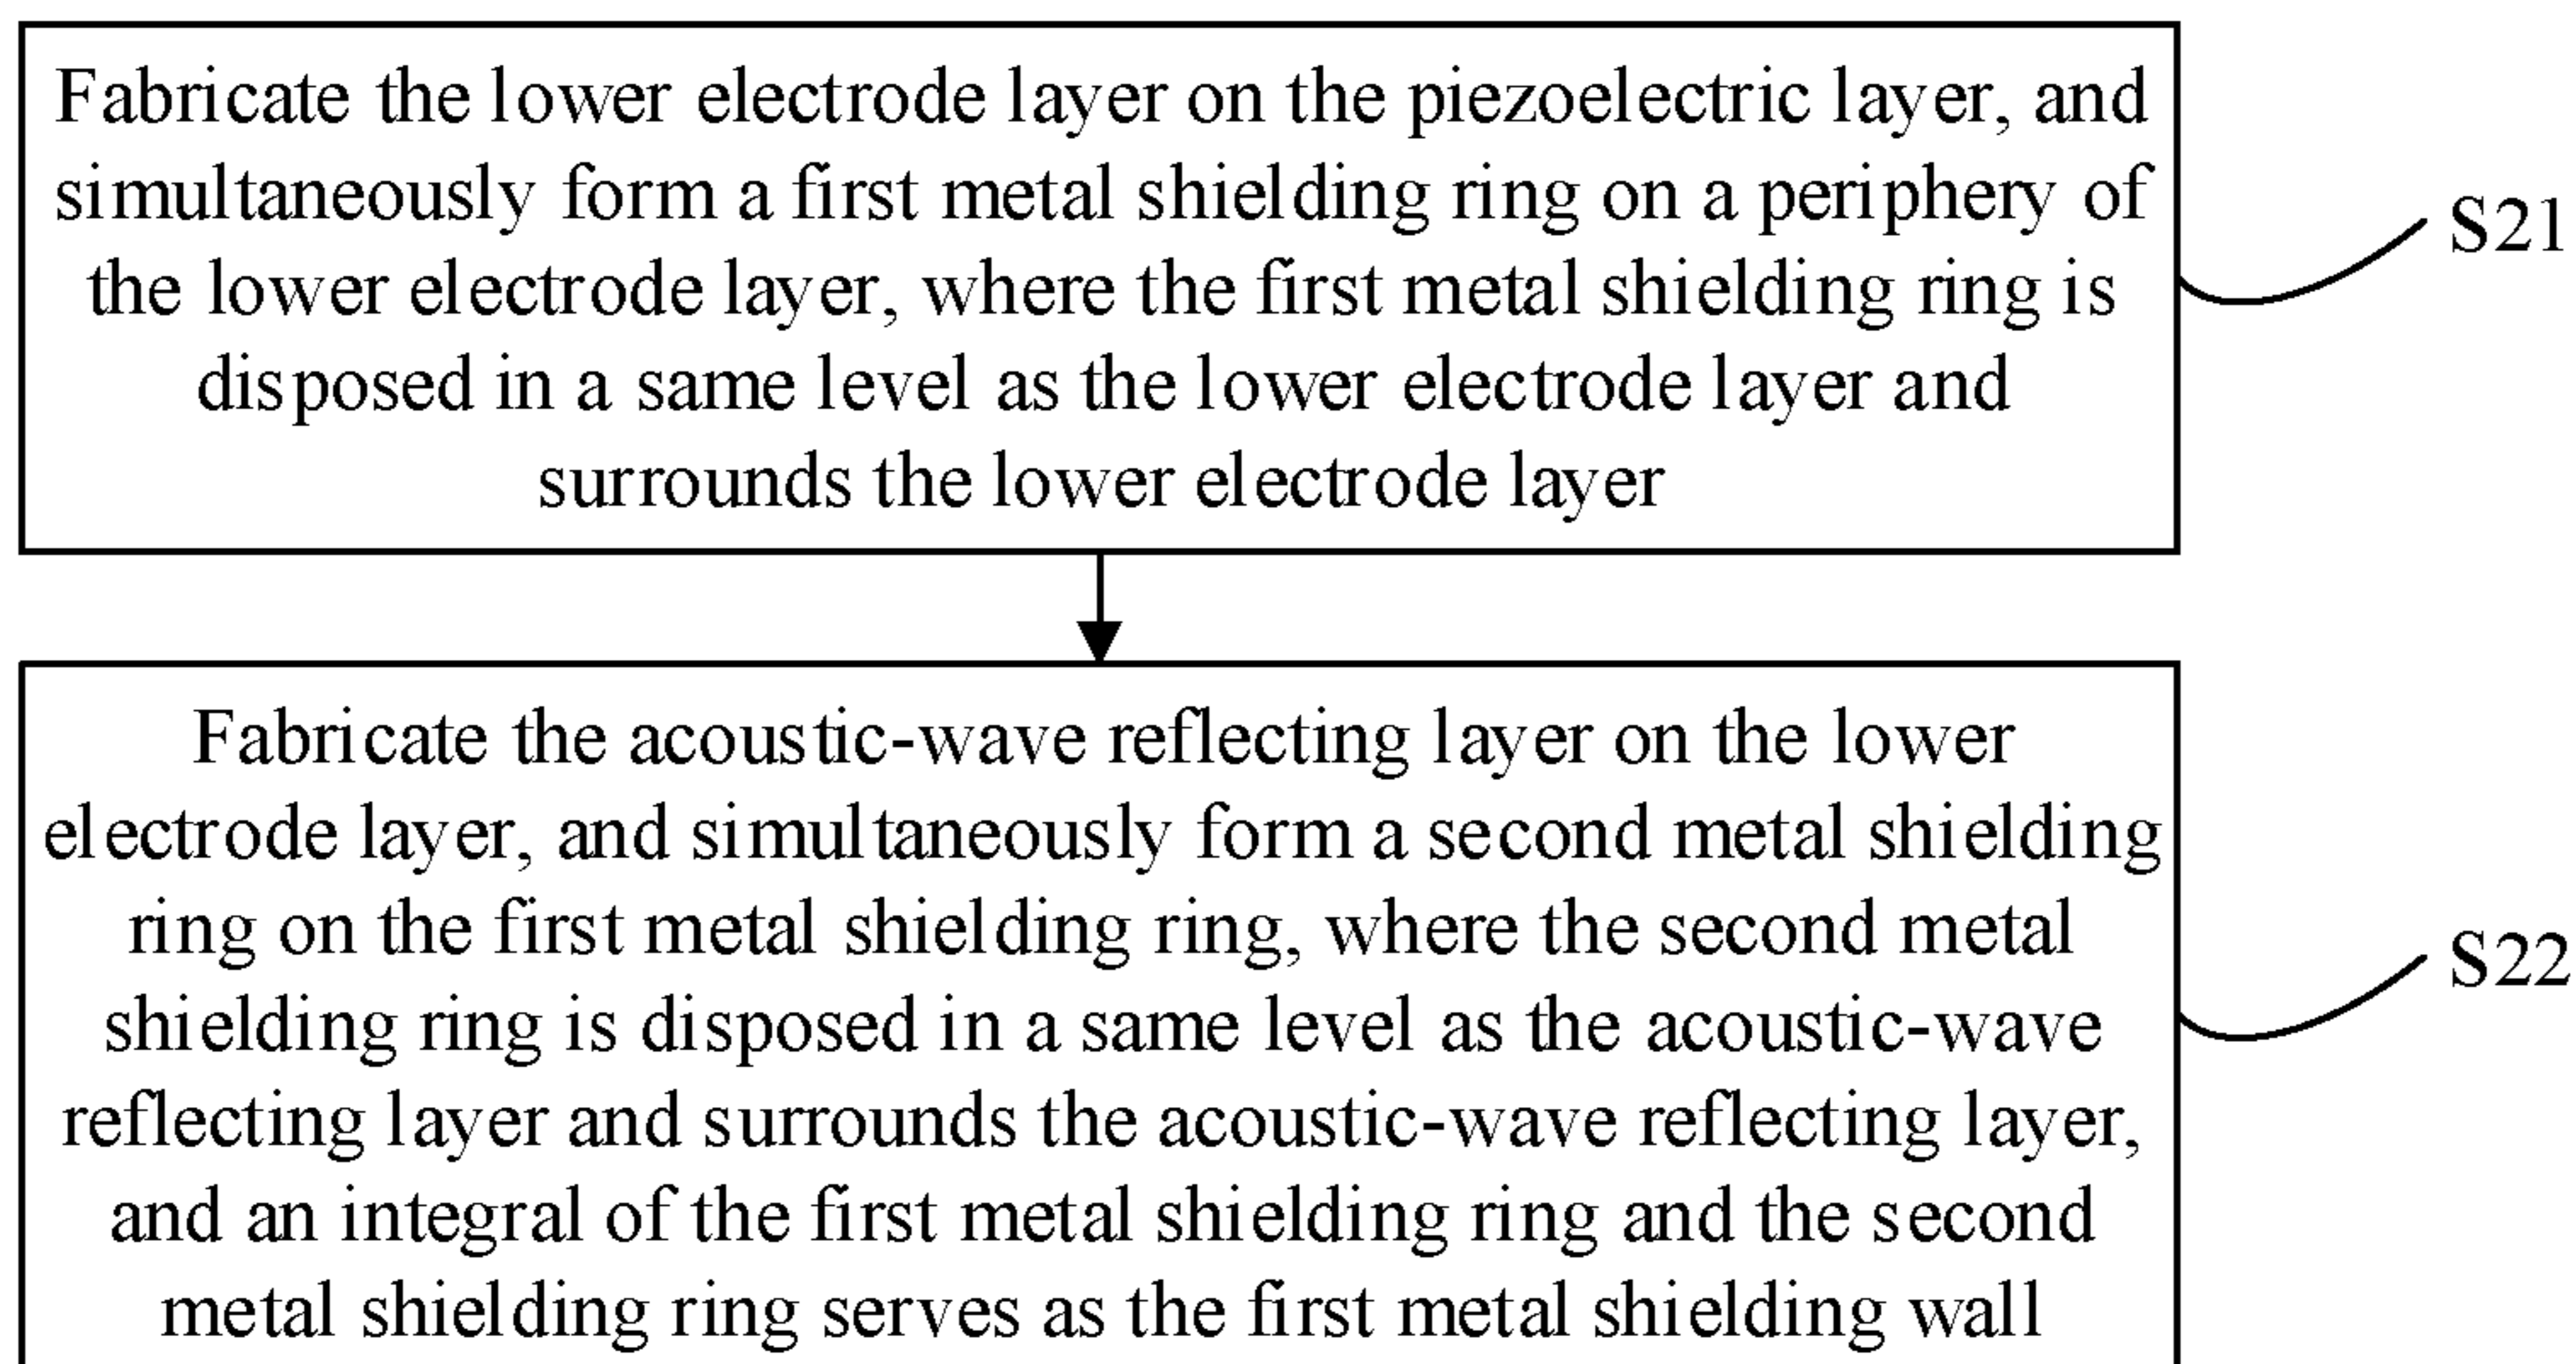 Fabricate the lower electrode layer on the piezoelectric layer, and
simultaneously form a first metal shielding ring on a periphery of
the lower electrode layer, where the first metal shielding ring is
disposed in a same level as the lower electrode layer and
surrounds the lower electrode layer
S21
Fabricate the acoustic-wave reflecting layer on the lower
electrode layer, and simultaneously form a second metal shielding
ring on the first metal shielding ring, where the second metal
shielding ring is disposed in a same level as the acoustic-wave
reflecting layer and surrounds the acoustic-wave reflecting layer,
and an integral of the first metal shielding ring and the second
metal shielding ring serves as the first metal shielding wall
S22